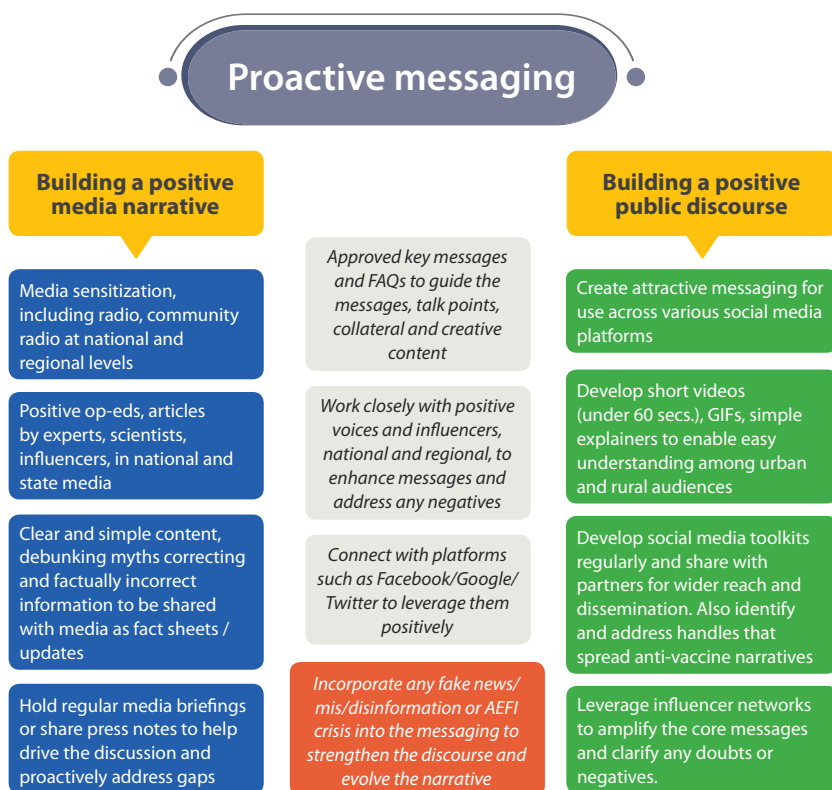 Proactive messaging
Building a positive
media narrative
Media sensitization,
including radio, community
radio at national and
regional levels
Positive op-eds, articles
by experts, scientists,
influencers, in national and
state media
Clear and simple content,
debunking myths correcting
and factually incorrect
information to be shared
with media as fact sheets /
updates
Hold regular media briefings
or share press notes to help
drive the discussion and
proactively address gaps
Approved key messages
and FAQs to guide the
messages, talk points,
collateral and creative
content
Work closely with positive
voices and influencers,
national and regional, to
enhance messages and
address any negatives
Connect with platforms
such as Facebook/Google/
Twitter to leverage them
positively
Incorporate any fake news/
mis/disinformation or AEFI
crisis into the messaging to
strengthen the discourse and
evolve the narrative
Building a positive
public discourse
Create attractive messaging for
use across various social media
platforms
Develop short videos
(under 60 secs.), GIFs, simple
explainers to enable easy
understanding among urban
and rural audiences
Develop social media toolkits
regularly and share with
partners for wider reach and
dissemination. Also identify
and address handles that
spread anti-vaccine narratives
Leverage influencer networks
to amplify the core messages
and clarify any doubts or
negatives.